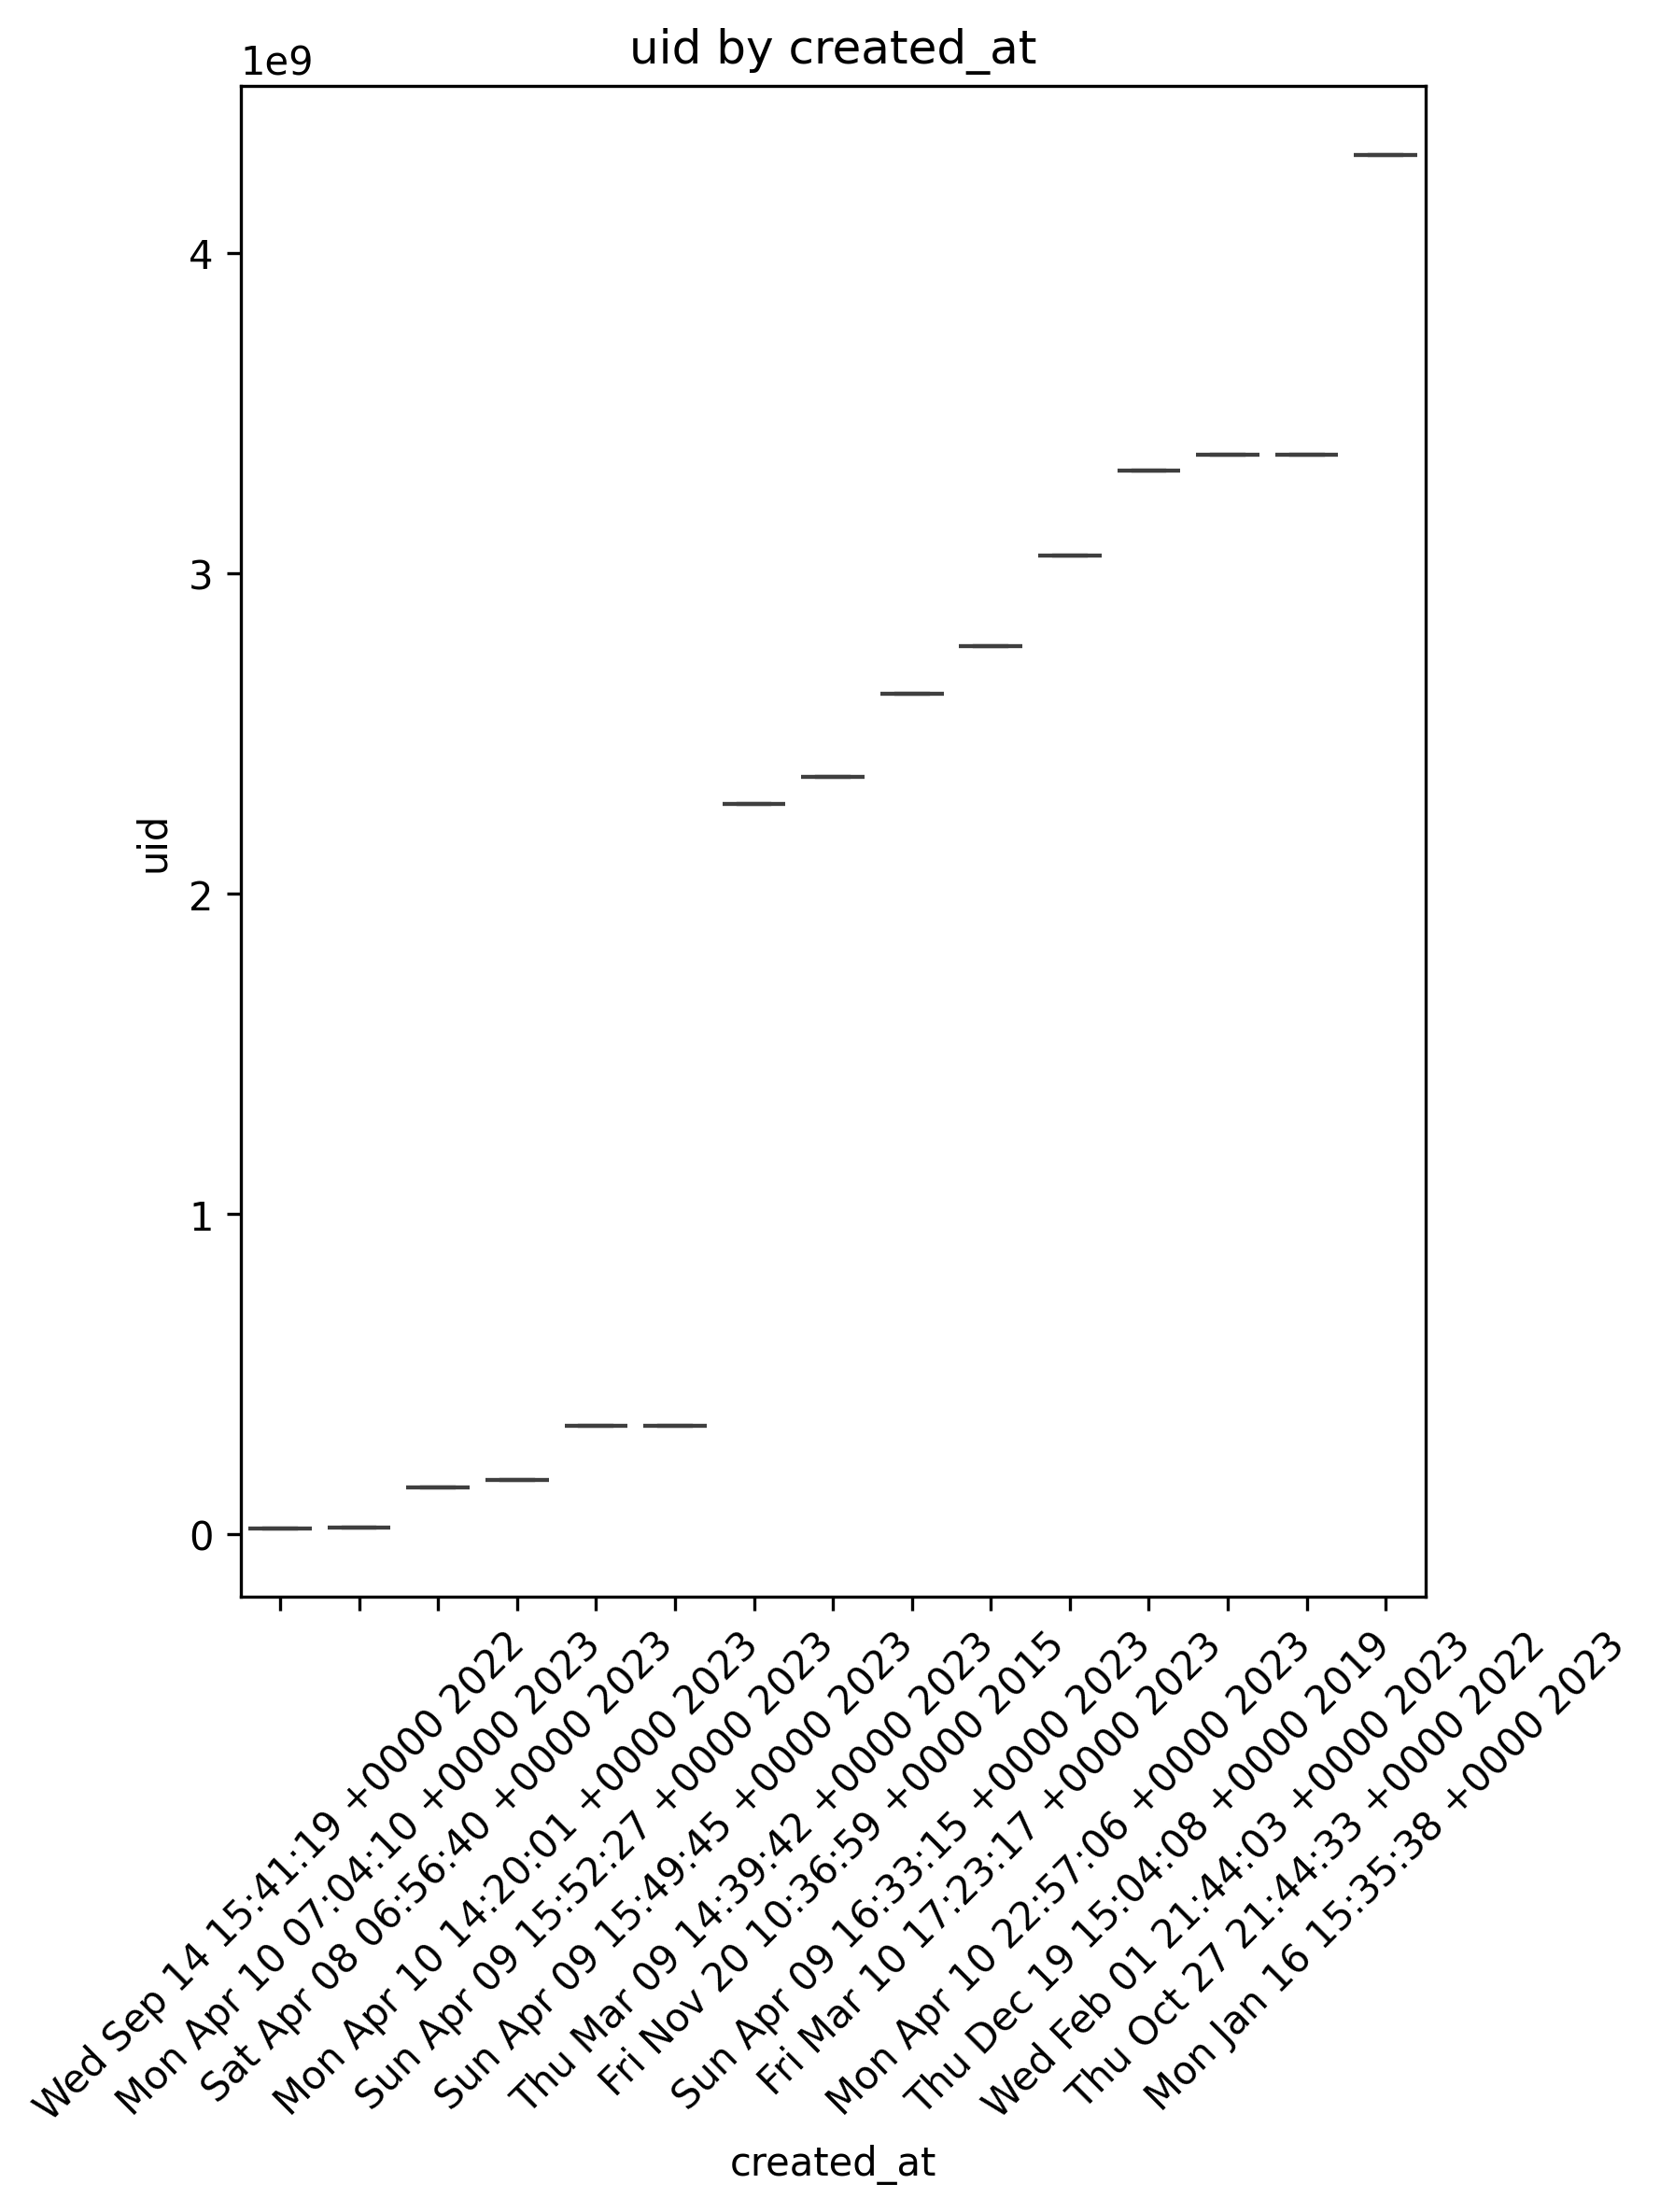 uid by created_at
1e9
4
3
2
1
0
uid
Wed Sep 14 15:41:19 +0000 2022
Mon Apr 10 07:04:10 +0000 2023
Sat Apr 08 06:56:40 +0000 2023
Mon Apr 10 14:20:01 +0000 2023
Sun Apr 09 15:52:27 +0000 2023
Sun Apr 09 15:49:45 +0000 2023
Thu Mar 09 14:39:42 +0000 2023
Fri Nov 20 10:36:59 +0000 2015
Sun Apr 09 16:33:15 +0000 2023
Fri Mar 10 17:23:17 +0000 2023
Mon Apr 10 22:57:06 +0000 2023
Thu Dec 19 15:04:08 +0000 2019
Wed Feb 01 21:44:03 +0000 2023
Thu Oct 27 21:44:33 +0000 2022
Mon Jan 16 15:35:38 +0000 2023
created_at